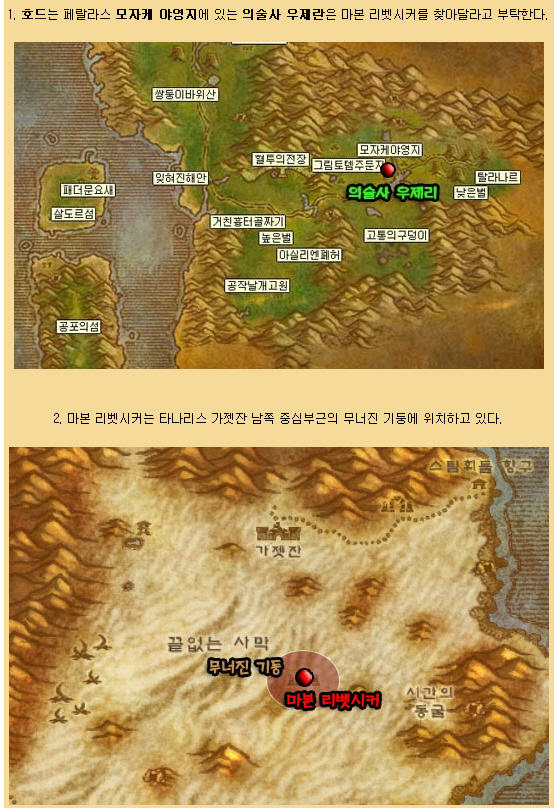 1. 호드는 페랄라스 모자케 야영지에 있는 의술사 우제란은 마본 리벳시커를 찾아달라고 부탁한다.
쌍둥이바위산
모자케야영지
혈투의전장
그림토템주둔지
잊혀진해안
탈라나르
페더문요새
의술사 우제리
낮은벌
살도르섬
거친흉터골짜기
높은벌
고통의구덩이
아실리엔폐허
공작날개고원
공포의섬
2. 마본 리벳시커는 타나리스 가젯잔 남쪽 중심부근의 무너진 기둥에 위치하고 있다.
스팀휘들 항구
가젯잔
끝없는 사막
무너진 기둥
마본 리벳시커
시간의
동굴